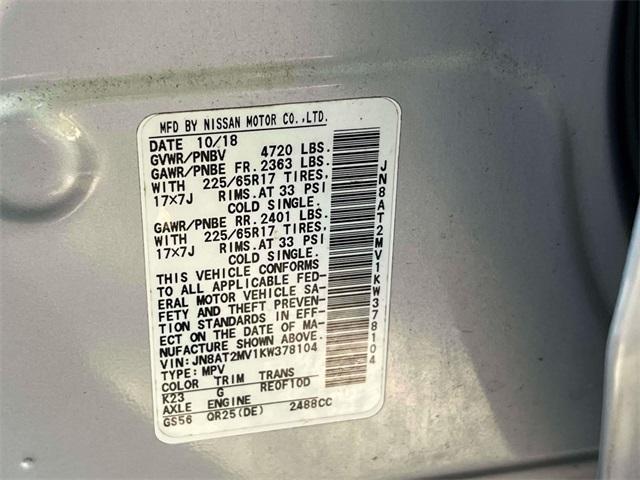 MFD BY NISSAN MOTOR CO.,LTD.
DATE 10/18
GVWR/PNBV 4720 LBS.
GAWR/PNBE FR. 2363 LBS.
WITH 225/65R17 TIRES,
17×7J RIMS.AT 33 PSI
COLD SINGLE.
GAWR/PNBE RR. 2401 LBS.
WITH 225/65R17 TIRES,
17×7J RIMS.AT 33 PSI
COLD SINGLE.
THIS VEHICLE CONFORMS
TO ALL APPLICABLE FED-
ERAL MOTOR VEHICLE SA-
FETY AND THEFT PREVEN-
TION STANDARDS IN EFF-
ECT ON THE DATE OF MA-
NUFACTURE SHOWN ABOVE.
VIN:JN8AT2MV1KW378104
TYPE:MPV
COLOR TRIM TRANS
K23 G RE0F10D
AXLE ENGINE
GS56 QR25(DE) 2488CC
JN8AT2MV1KW378104